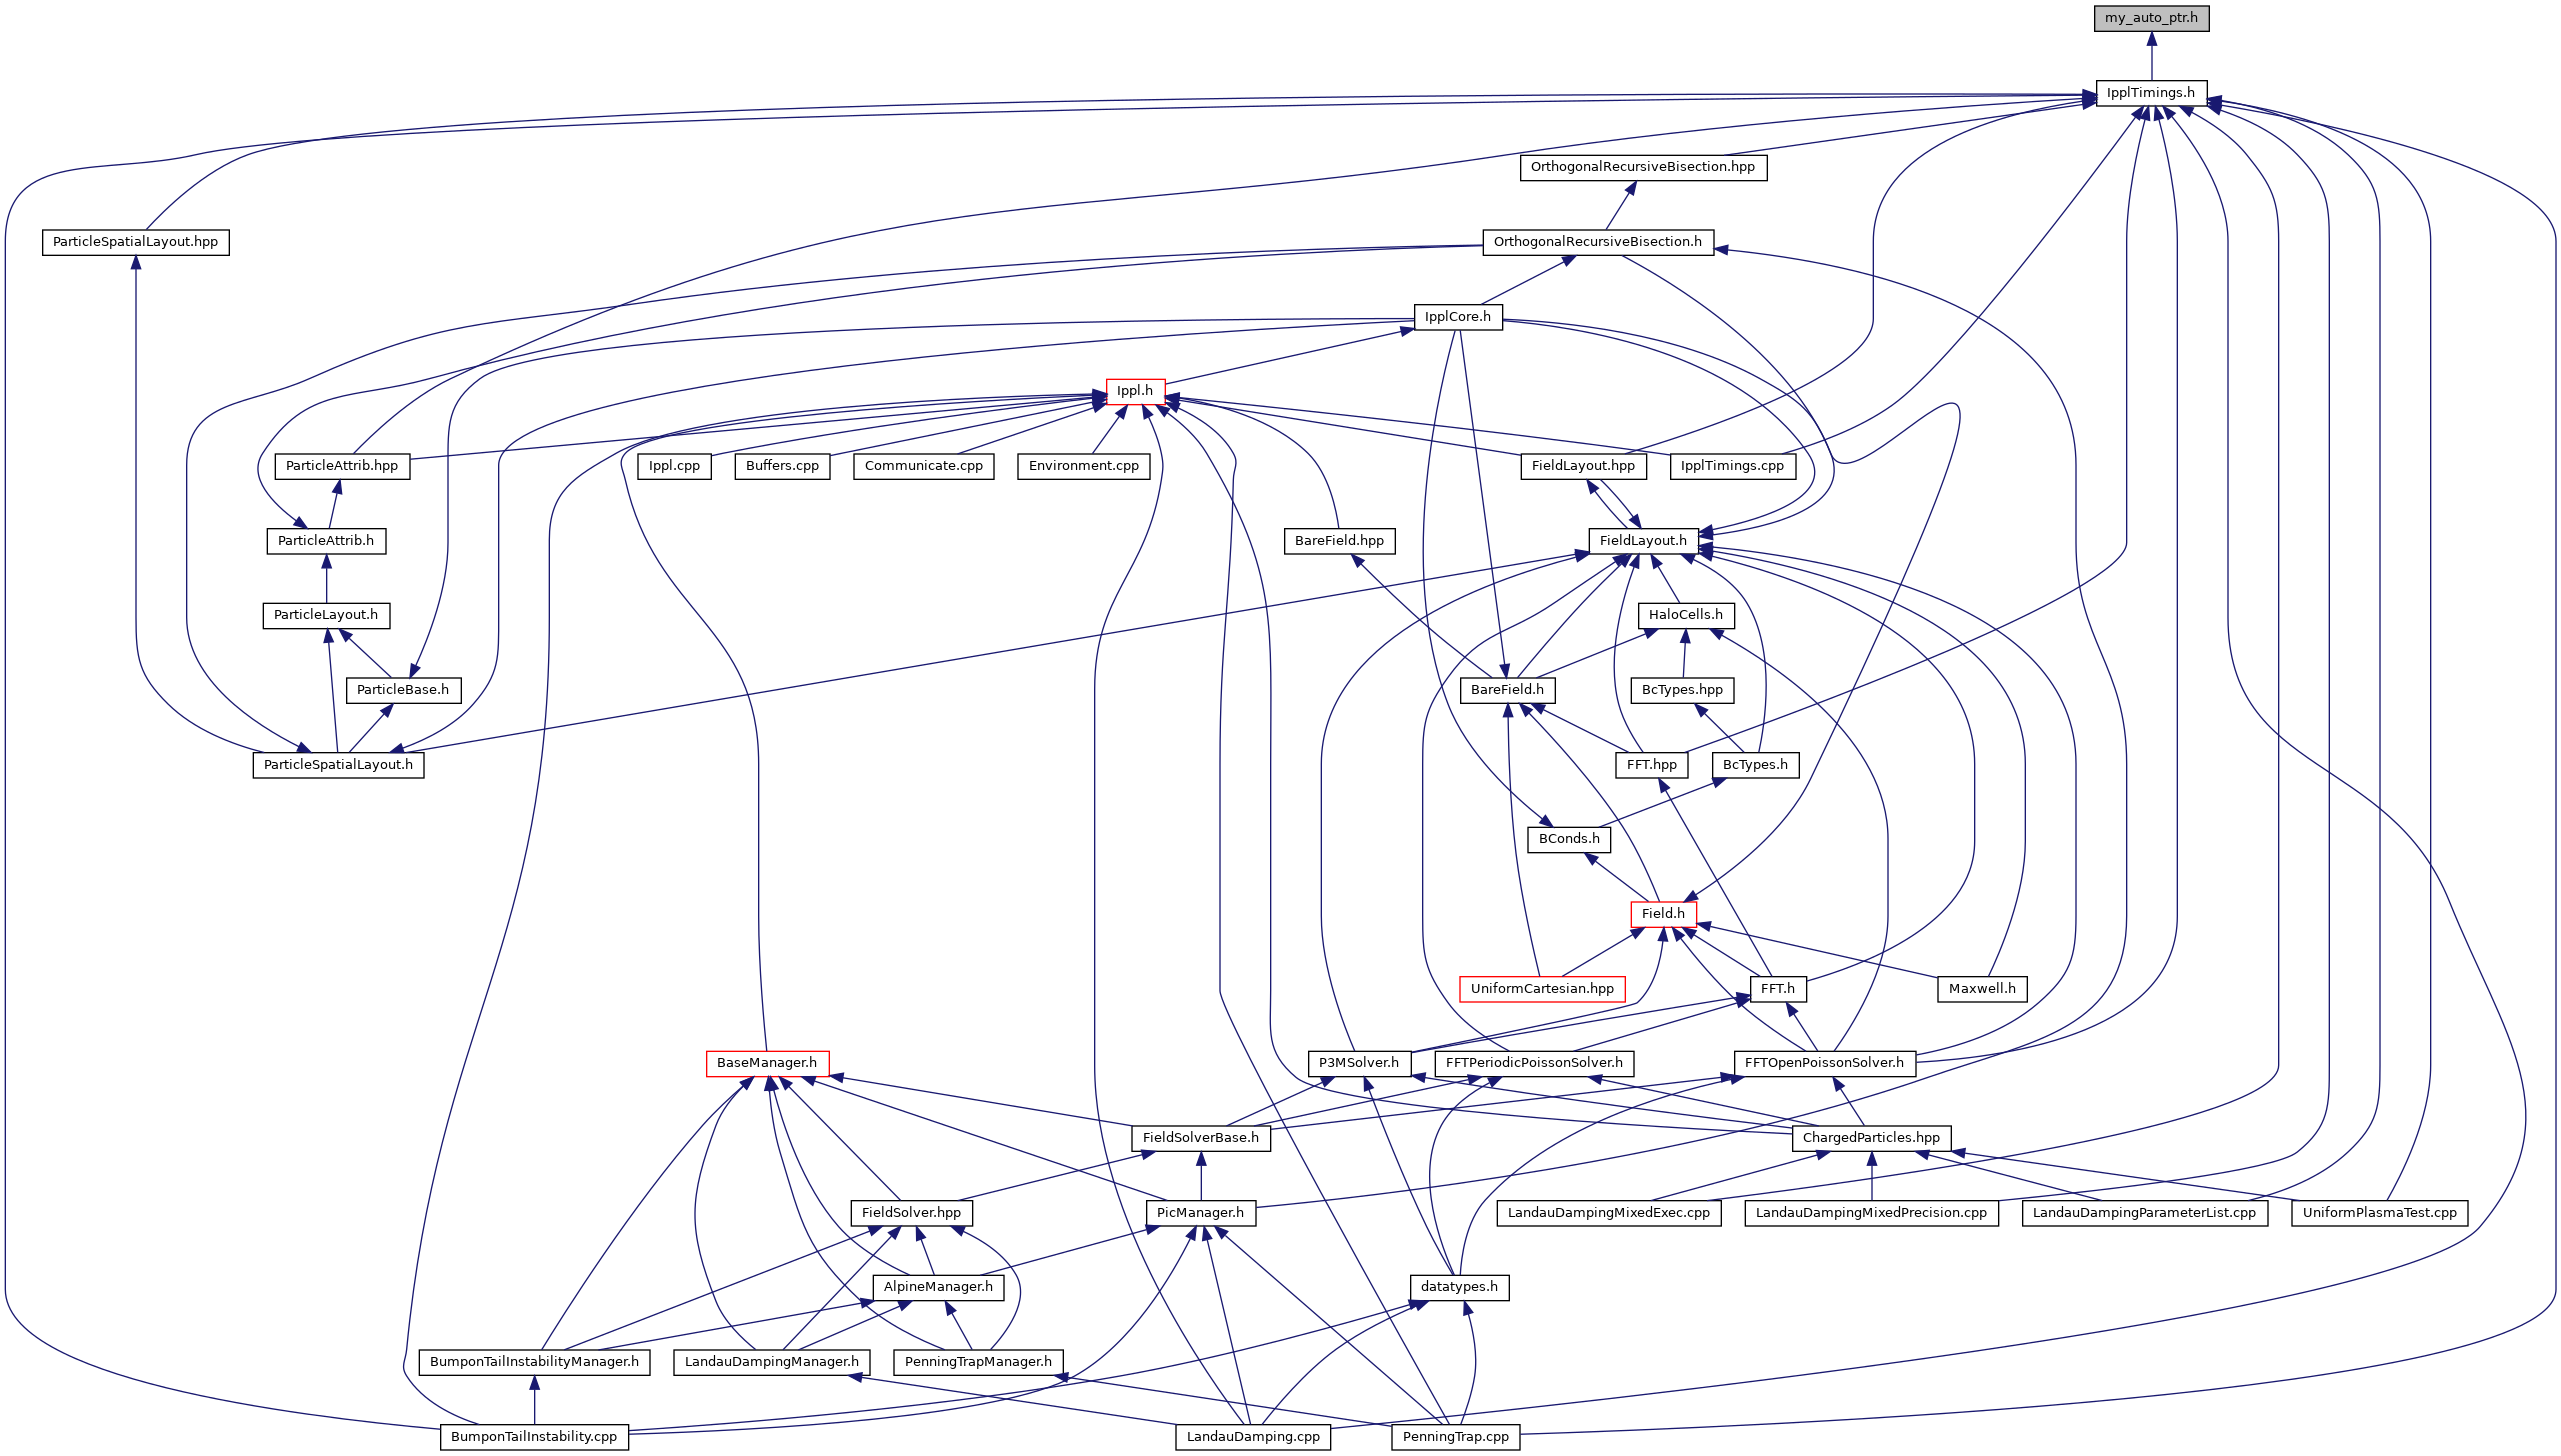 my_auto_ptr.h
IpplTimings.h
OrthogonalRecursiveBisection.hpp
ParticleSpatialLayout.hpp
OrthogonalRecursiveBisection.h
IpplCore.h
Ippl.h
ParticleAttrib.hpp
Ippl.cpp
Buffers.cpp
Communicate.cpp
Environment.cpp
FieldLayout.hpp
IpplTimings.cpp
ParticleAttrib.h
BareField.hpp
FieldLayout.h
ParticleLayout.h
HaloCells.h
ParticleBase.h
BareField.h
BcTypes.hpp
ParticleSpatialLayout.h
FFT.hpp
BcTypes.h
BConds.h
Field.h
UniformCartesian.hpp
FFT.h
Maxwell.h
BaseManager.h
P3MSolver.h
FFTPeriodicPoissonSolver.h
FFTOpenPoissonSolver.h
FieldSolverBase.h
ChargedParticles.hpp
FieldSolver.hpp
PicManager.h
LandauDampingMixedExec.cpp
LandauDampingMixedPrecision.cpp
LandauDampingParameterList.cpp
UniformPlasmaTest.cpp
AlpineManager.h
datatypes.h
BumponTailInstabilityManager.h
LandauDampingManager.h
PenningTrapManager.h
BumponTailInstability.cpp
LandauDamping.cpp
PenningTrap.cpp